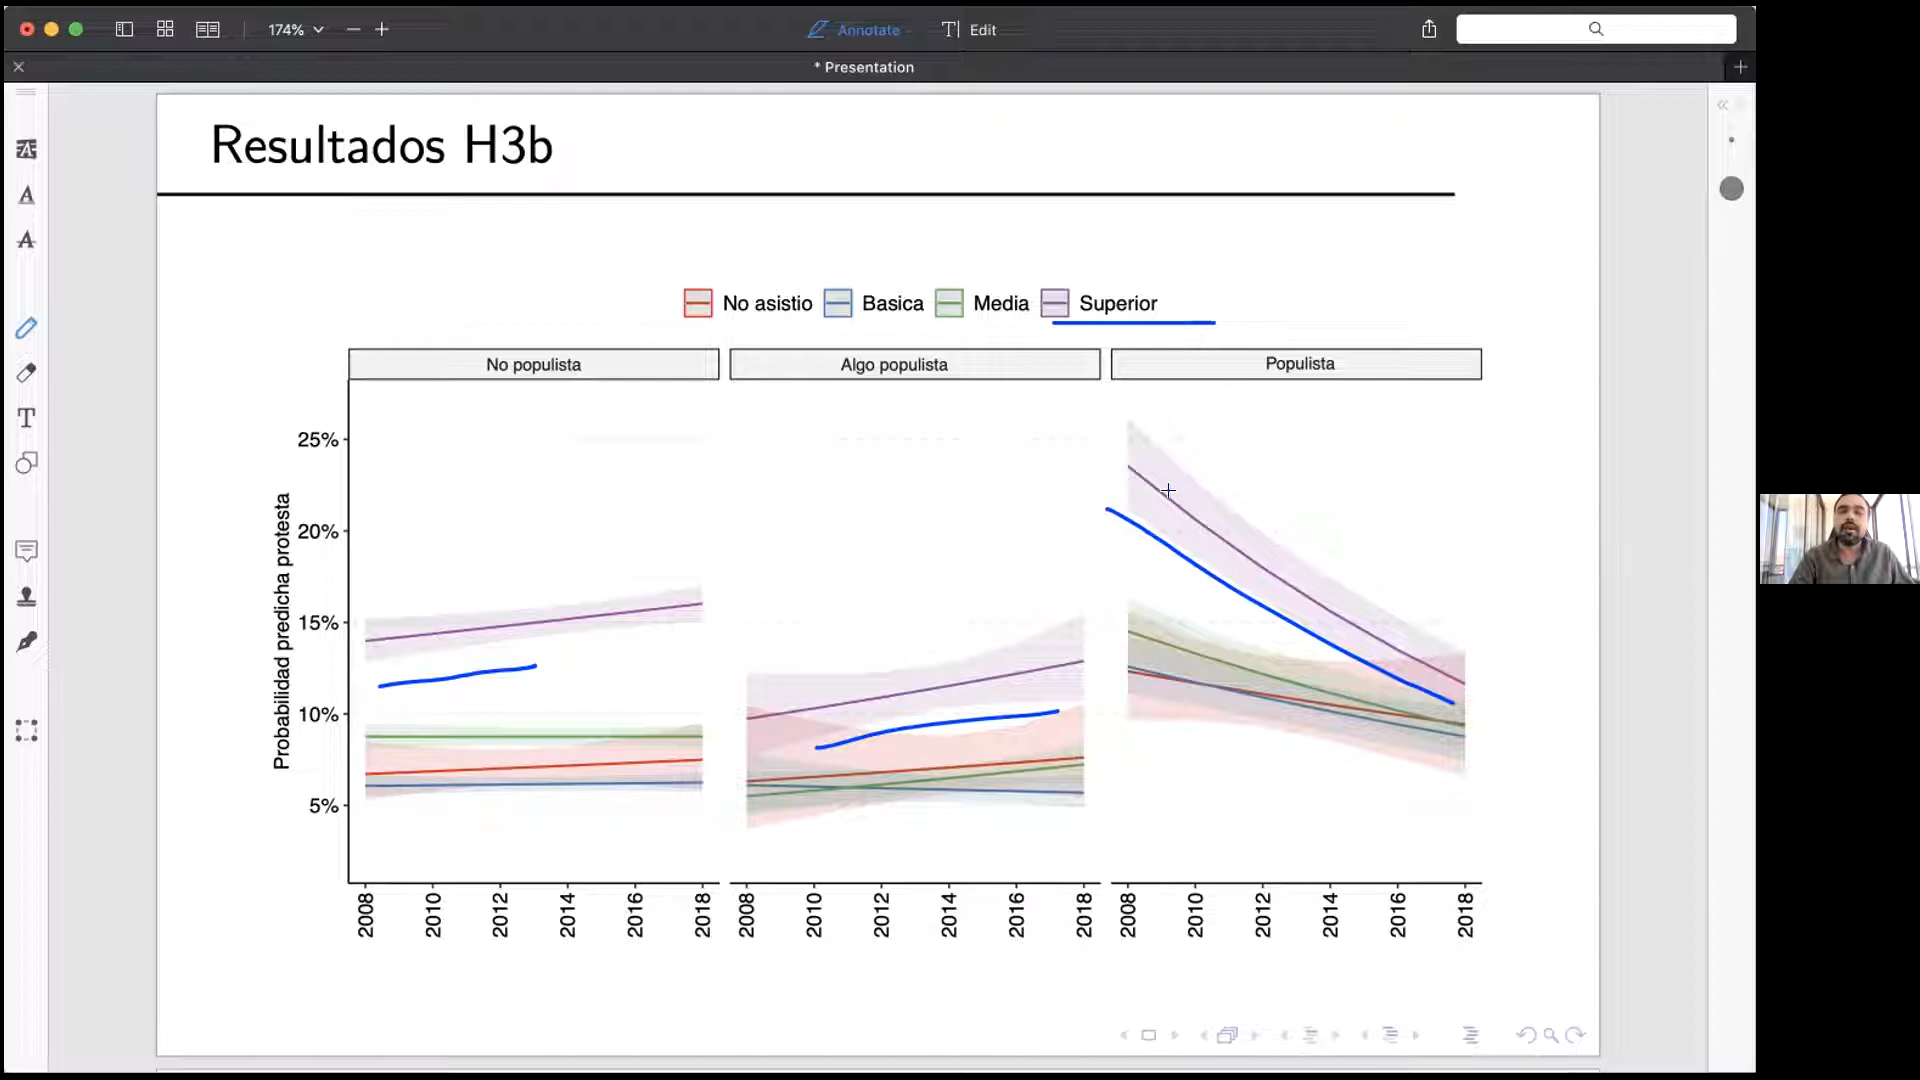 174%
Annotate
Edit
* Presentation
Resultados H3b
No asistio Basica Media Superior
No populista Algo populista Populista
Probabilidad predicha protesta
25%
20%
15%
10%
5%
2008 2010 2012 2014 2016 2018 2008 2010 2012 2014 2016 2018 2008 2010 2012 2014 2016 2018